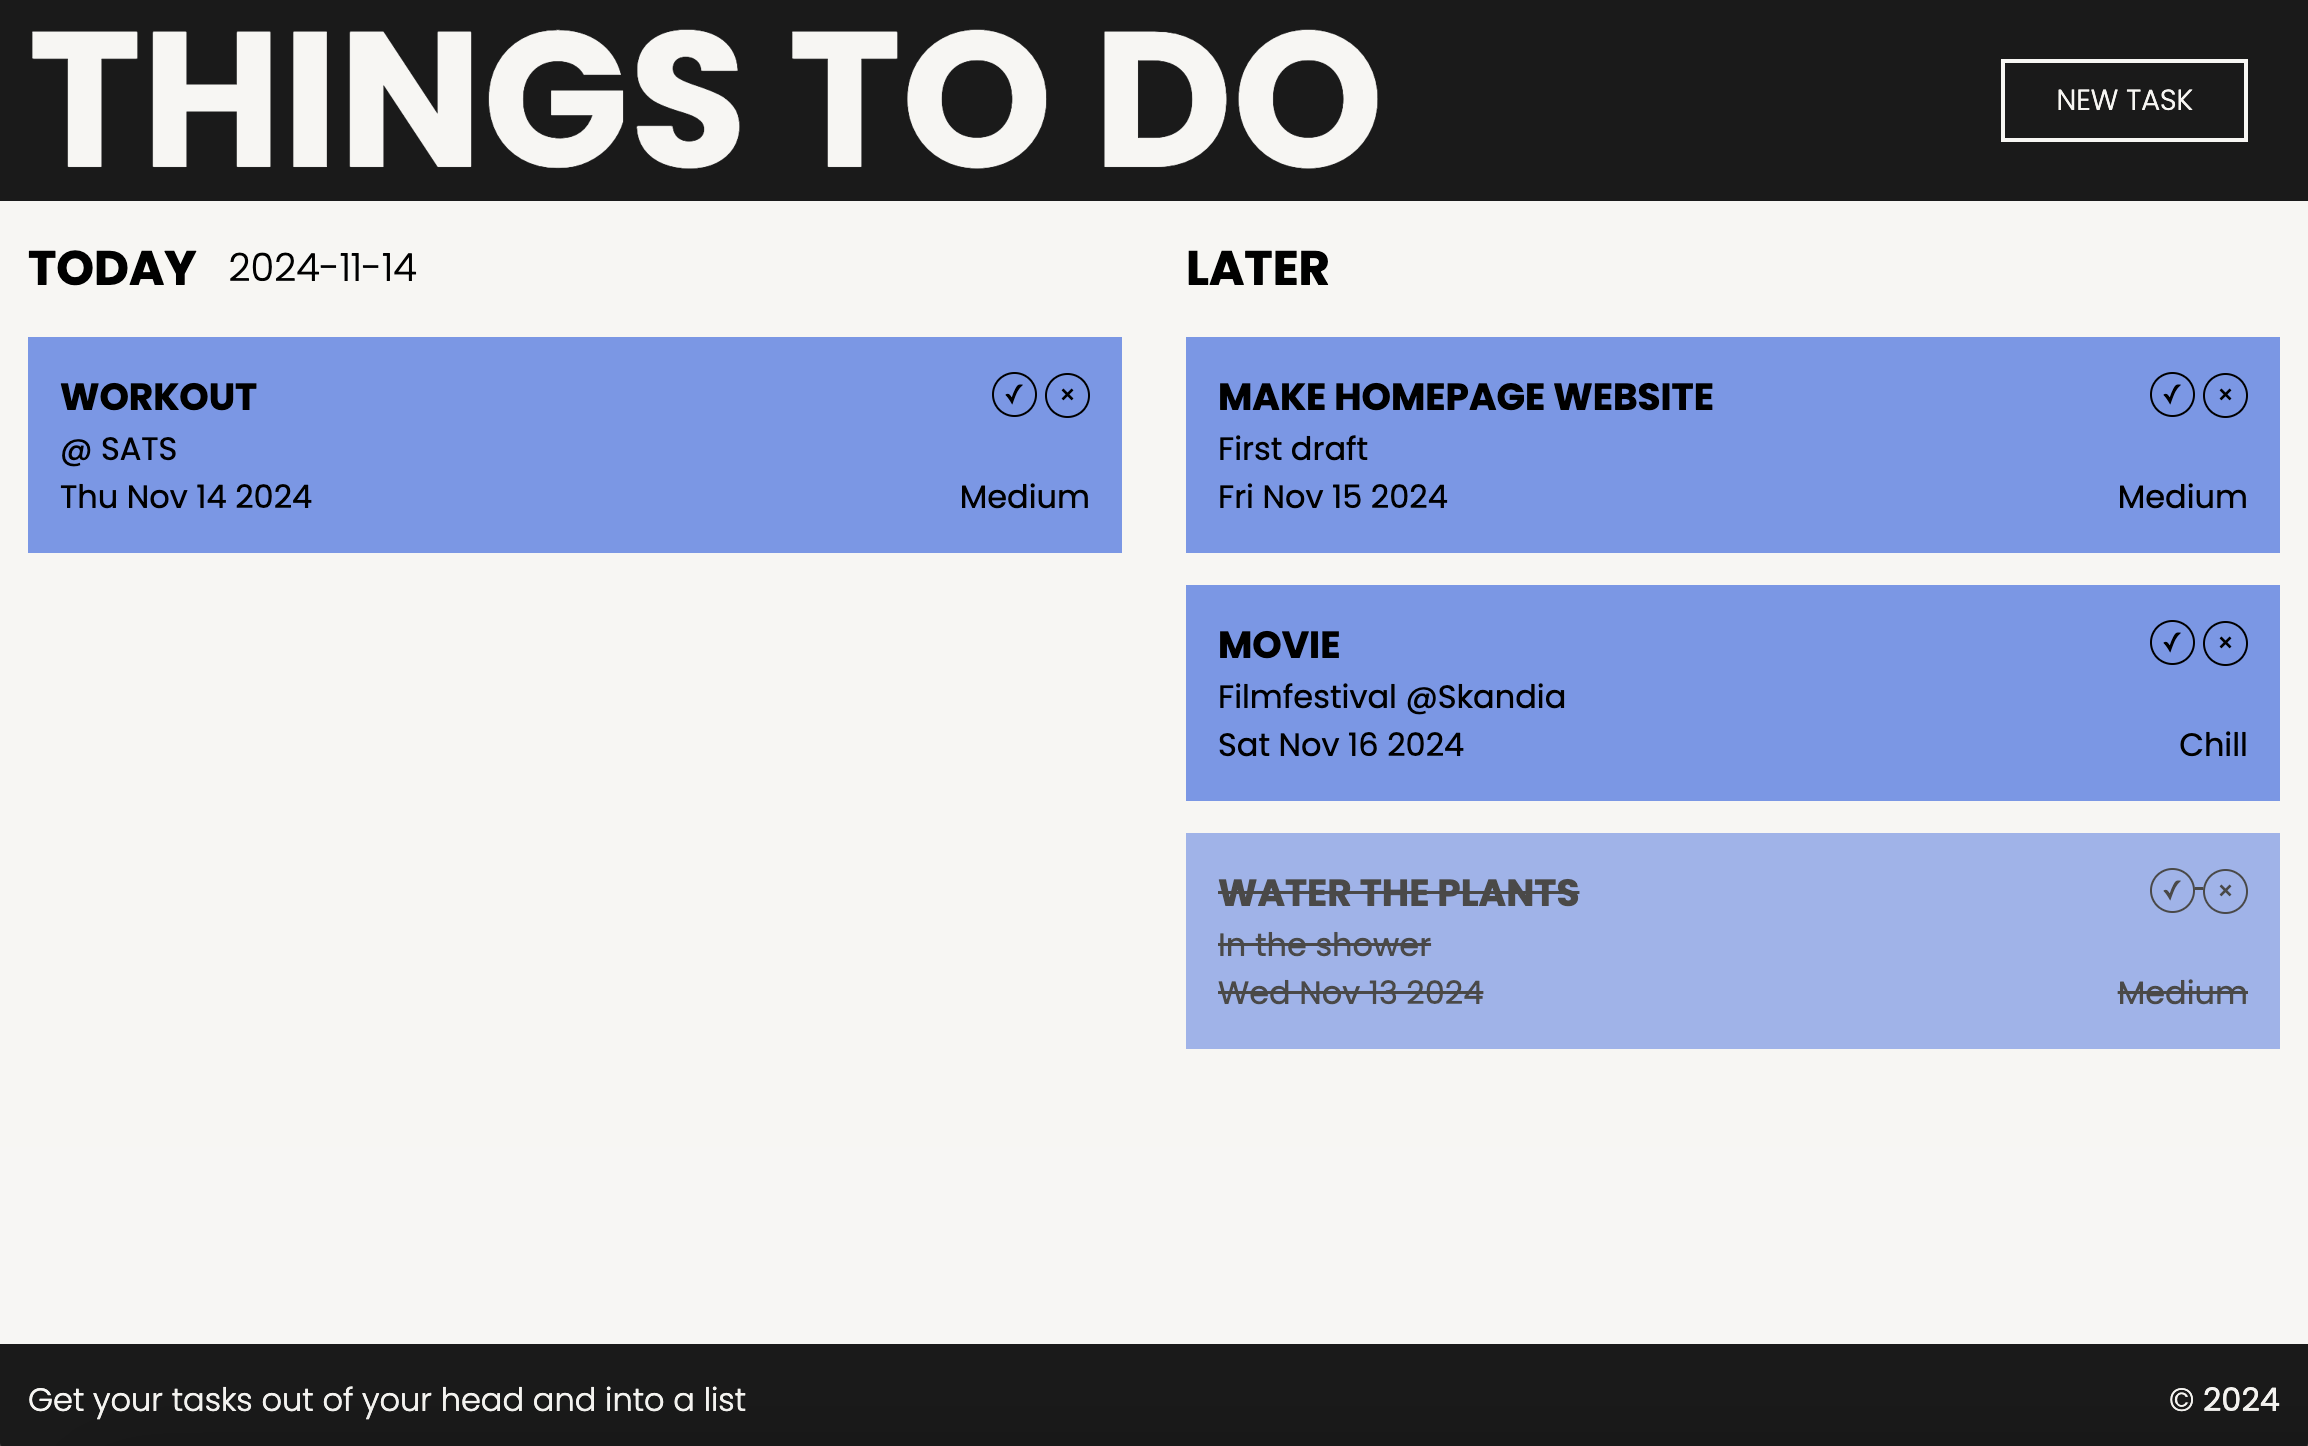 THINGS TO DO
NEW TASK
TODAY 2024-11-14
WORKOUT
@ SATS
Thu Nov 14 2024 Medium
LATER
MAKE HOMEPAGE WEBSITE
First draft
Fri Nov 15 2024 Medium
MOVIE
Filmfestival @Skandia
Sat Nov 16 2024 Chill
WATER THE PLANTS
In the shower
Wed Nov 13 2024 Medium
Get your tasks out of your head and into a list
© 2024